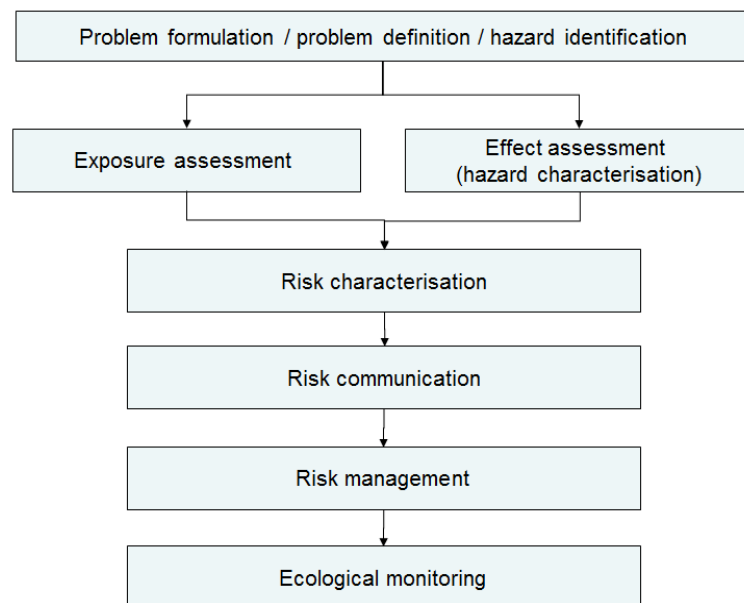 Problem formulation / problem definition / hazard identification
Exposure assessment
Effect assessment
(hazard characterisation)
Risk characterisation
Risk communication
Risk management
Ecological monitoring